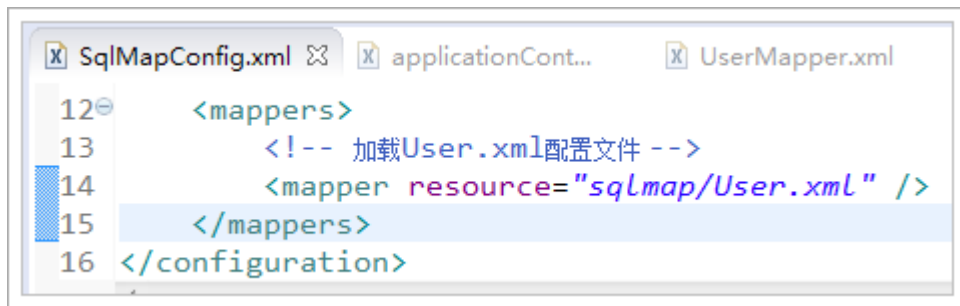 SqlMapConfig.xml applicationCont... UserMapper.xml
12 <mappers>
13 <!-- 加载User.xml配置文件 -->
14 <mapper resource="sqlmap/User.xml" />
15 </mappers>
16 </configuration>